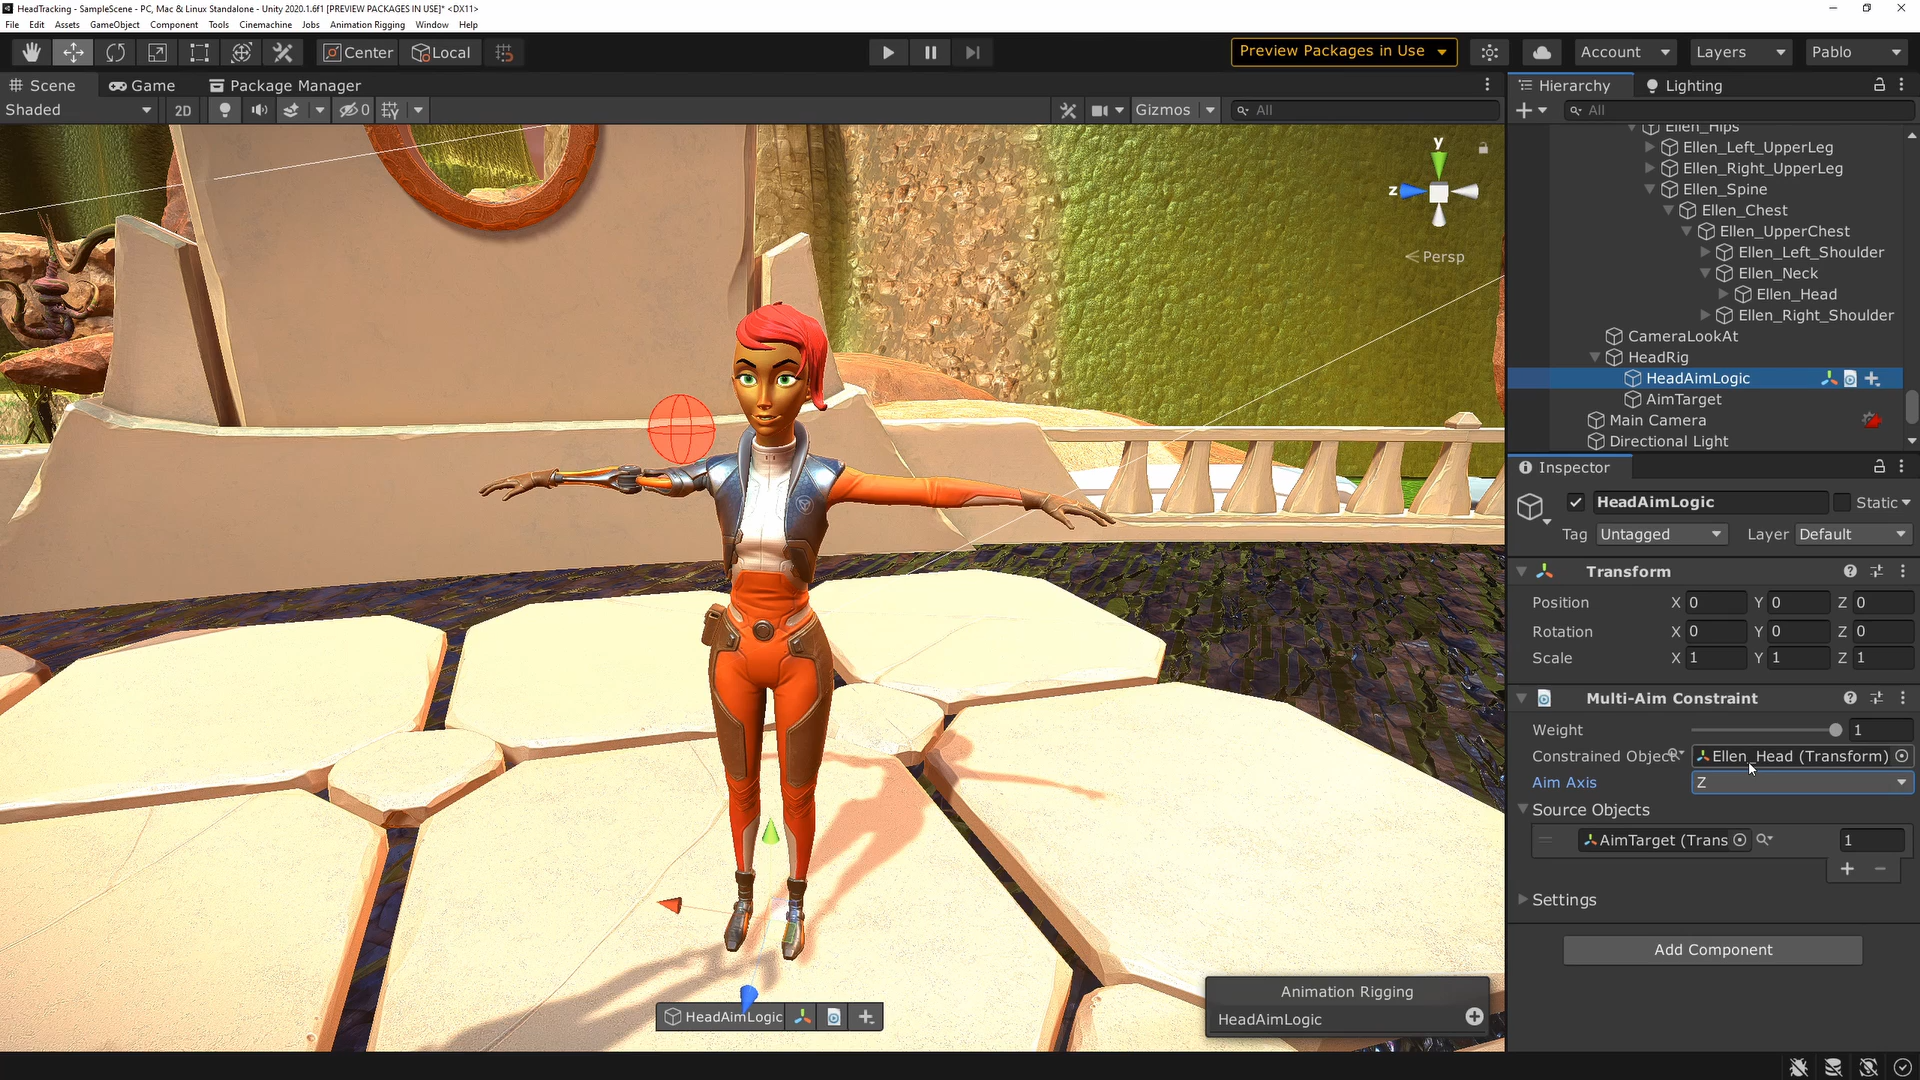 HeadTracking - SampleScene - PC, Mac & Linux Standalone - Unity 2020.1.6f1 [PREVIEW PACKAGES IN USE]* <DX11>
File Edit Assets GameObject Component Tools Cinemachine Jobs Animation Rigging Window Help
Center Local Preview Packages in Use Account Layers Pablo
Scene Game Package Manager
Shaded 2D 0 Gizmos All
y
z
Persp
HeadAimLogic
Animation Rigging
HeadAimLogic
Hierarchy Lighting
All
Ellen_Hips
Ellen_Left_UpperLeg
Ellen_Right_UpperLeg
Ellen_Spine
Ellen_Chest
Ellen_UpperChest
Ellen_Left_Shoulder
Ellen_Neck
Ellen_Head
Ellen_Right_Shoulder
CameraLookAt
HeadRig
HeadAimLogic
AimTarget
Main Camera
Directional Light
Inspector
HeadAimLogic Static
Tag Untagged Layer Default
Transform
Position X 0 Y 0 Z 0
Rotation X 0 Y 0 Z 0
Scale X 1 Y 1 Z 1
Multi-Aim Constraint
Weight 1
Constrained Object Ellen_Head (Transform)
Aim Axis Z
Source Objects
AimTarget (Trans 1
Settings
Add Component